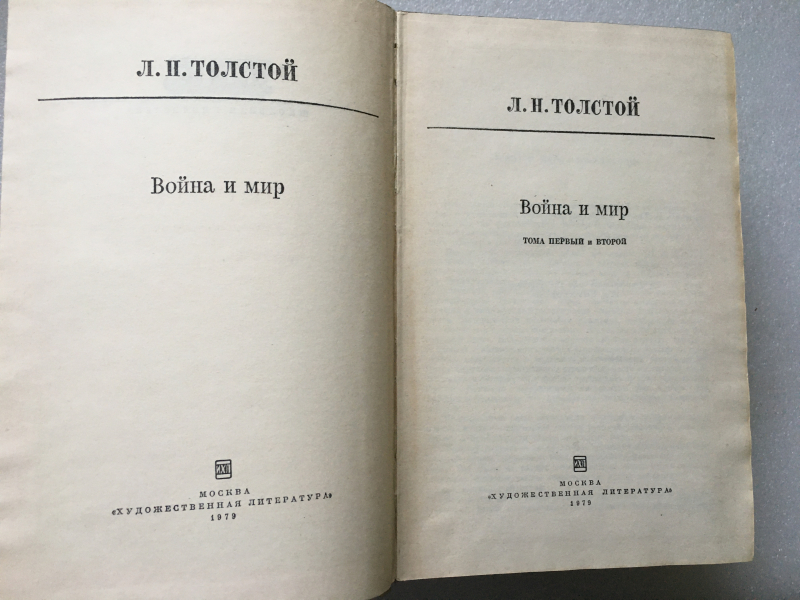 Л. Н. ТОЛСТОЙ
Война и мир
МОСКВА
«ХУДОЖЕСТВЕННАЯ ЛИТЕРАТУРА»
1979
Л. Н. ТОЛСТОЙ
Война и мир
ТОМА ПЕРВЫЙ и ВТОРОЙ
МОСКВА
«ХУДОЖЕСТВЕННАЯ ЛИТЕРАТУРА»
1979